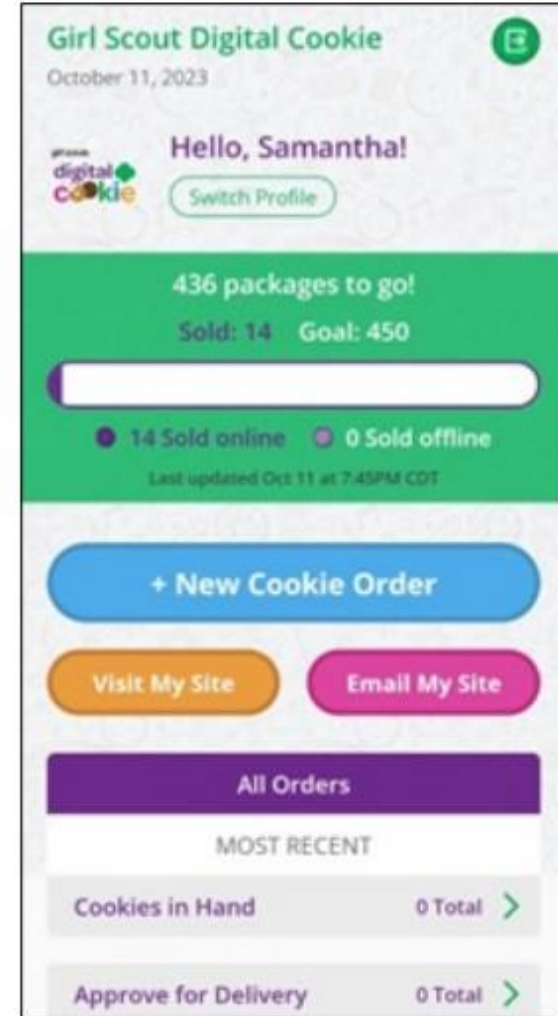 Girl Scout Digital Cookie
October 11, 2023
Hello, Samantha!
digital
cookie
Switch Profile
436 packages to go!
Sold: 14 Goal: 450
14 Sold online 0 Sold offline
Last updated Oct 11 at 7:45PM CDT
+ New Cookie Order
Visit My Site Email My Site
All Orders
MOST RECENT
Cookies in Hand 0 Total
Approve for Delivery 0 Total